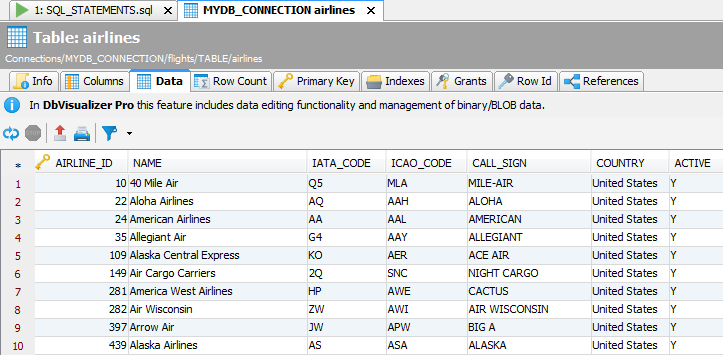 1: SQL_STATEMENTS.sql MYDB_CONNECTION airlines
Table: airlines
Connections/MYDB_CONNECTION/flights/TABLE/airlines
Info Columns Data Row Count Primary Key Indexes Grants Row Id References
In DbVisualizer Pro this feature includes data editing functionality and management of binary/BLOB data.
* AIRLINE_ID NAME IATA_CODE ICAO_CODE CALL_SIGN COUNTRY ACTIVE
1 10 40 Mile Air Q5 MLA MILE-AIR United States Y
2 22 Aloha Airlines AQ AAH ALOHA United States Y
3 24 American Airlines AA AAL AMERICAN United States Y
4 35 Allegiant Air G4 AAY ALLEGIANT United States Y
5 109 Alaska Central Express KO AER ACE AIR United States Y
6 149 Air Cargo Carriers 2Q SNC NIGHT CARGO United States Y
7 281 America West Airlines HP AWE CACTUS United States Y
8 282 Air Wisconsin ZW AWI AIR WISCONSIN United States Y
9 397 Arrow Air JW APW BIG A United States Y
10 439 Alaska Airlines AS ASA ALASKA United States Y